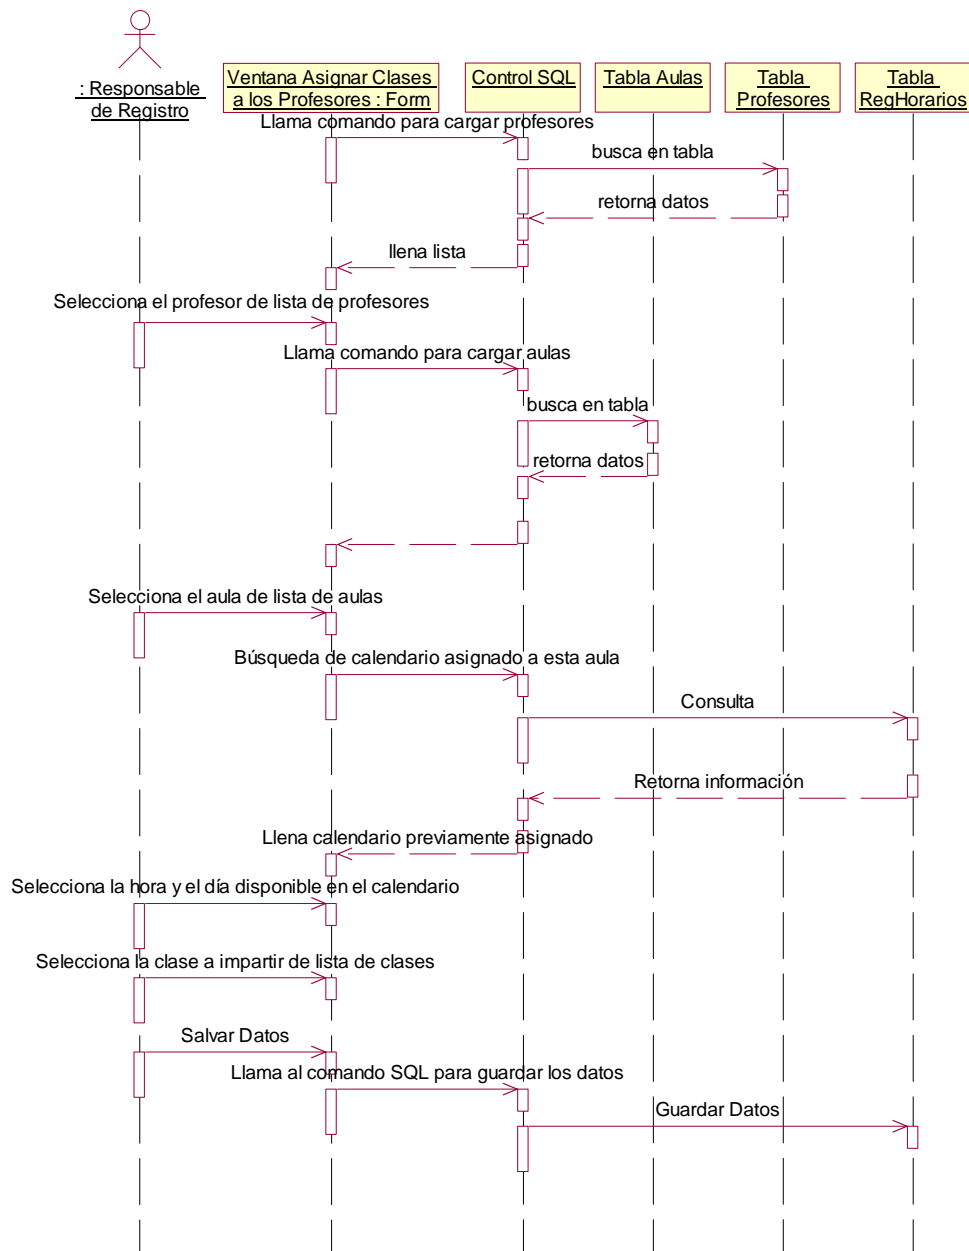 : Responsable
de Registro
Ventana Asignar Clases
a los Profesores : Form
Control SQL
Tabla Aulas
Tabla
Profesores
Tabla
RegHorarios
Llama comando para cargar profesores
busca en tabla
retorna datos
llena lista
Selecciona el profesor de lista de profesores
Llama comando para cargar aulas
busca en tabla
retorna datos
Selecciona el aula de lista de aulas
Búsqueda de calendario asignado a esta aula
Consulta
Retorna información
Llena calendario previamente asignado
Selecciona la hora y el día disponible en el calendario
Selecciona la clase a impartir de lista de clases
Salvar Datos
Llama al comando SQL para guardar los datos
Guardar Datos